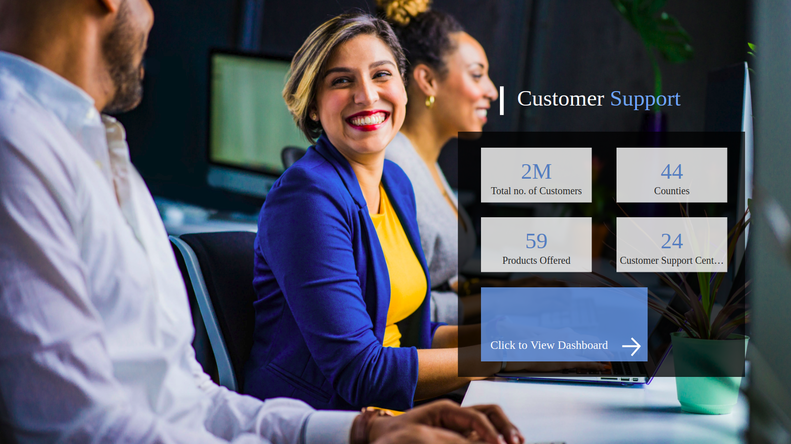 Customer Support
2M
Total no. of Customers
44
Counties
59
Products Offered
24
Customer Support Cent…
Click to View Dashboard